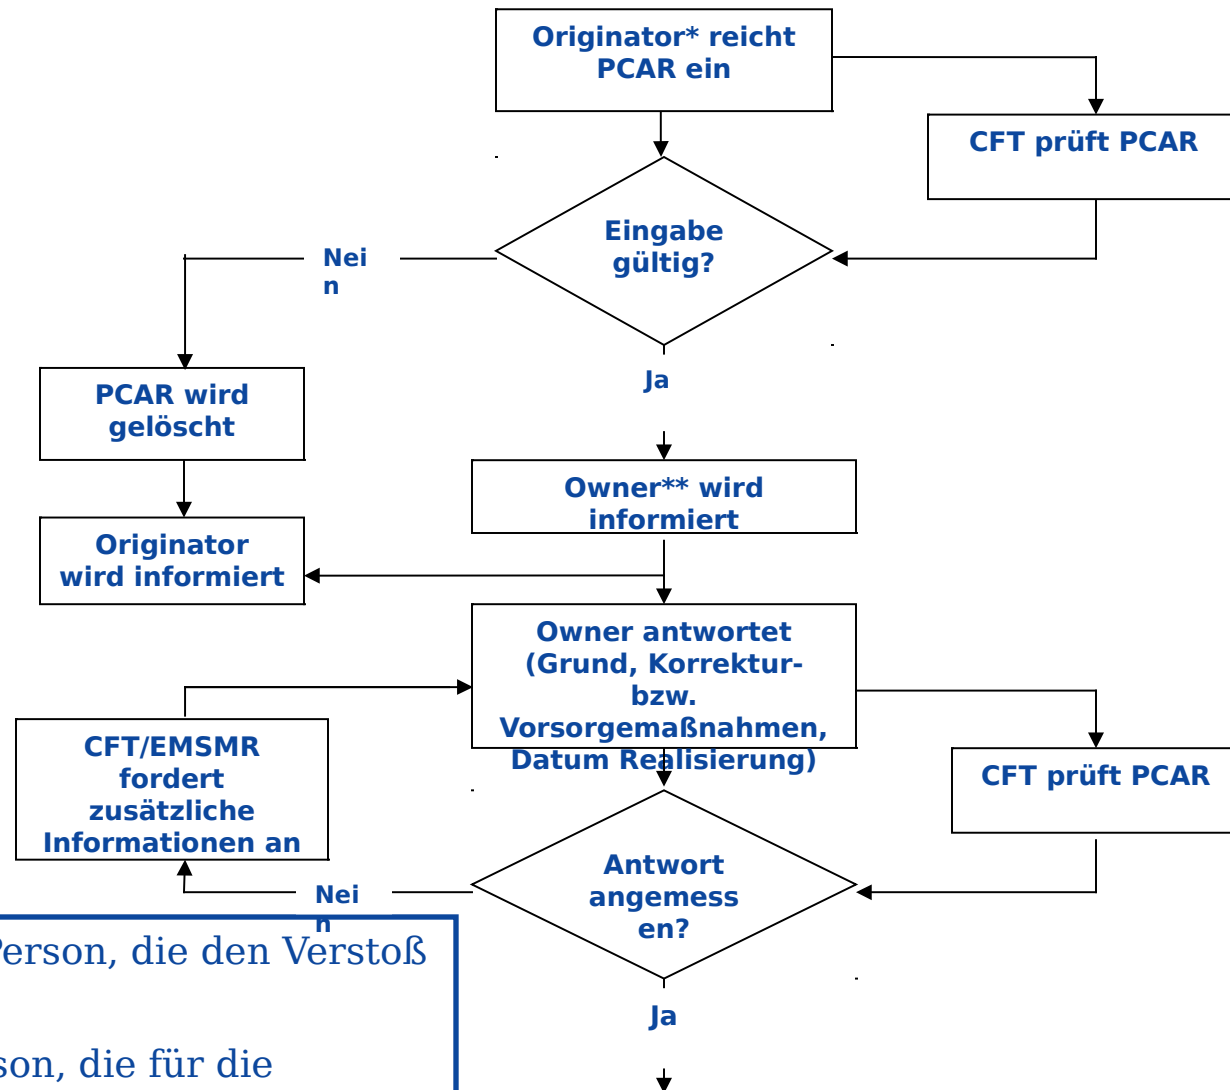 Originator* reicht
PCAR ein
CFT prüft PCAR
Eingabe
gültig?
Nei
n
Ja
PCAR wird
gelöscht
Owner** wird
informiert
Originator
wird informiert
Owner antwortet
(Grund, Korrektur-
bzw.
Vorsorgemaßnahmen,
Datum Realisierung)
CFT/EMSMR
fordert
zusätzliche
Informationen an
CFT prüft PCAR
Antwort
angemess
en?
Nei
n
Person, die den Verstoß
son, die für die
Ja